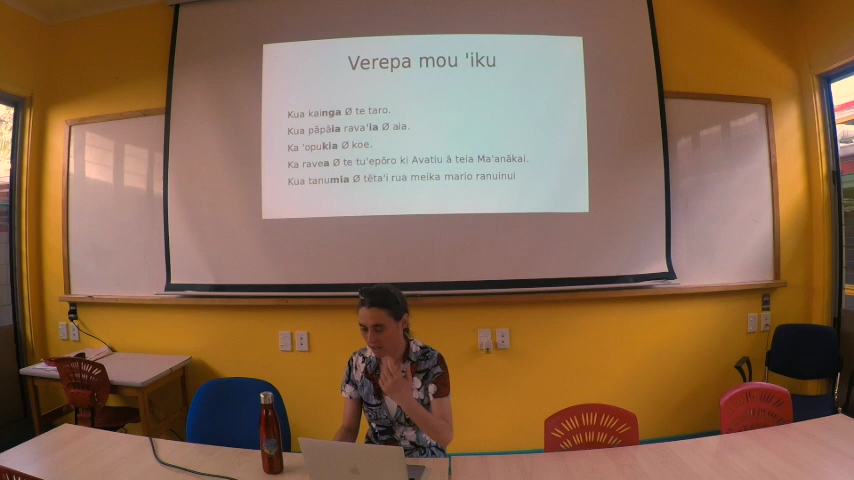 Verepa mou 'iku
Kua kainga Ø te taro.
Kua pāpāia rava'ia Ø aia.
Ka 'opukia Ø koe.
Ka ravea Ø te tu'epōro ki Avatiu ā teia Ma'anākai.
Kua tanumia Ø tēta'i rua meika mario ranuinui